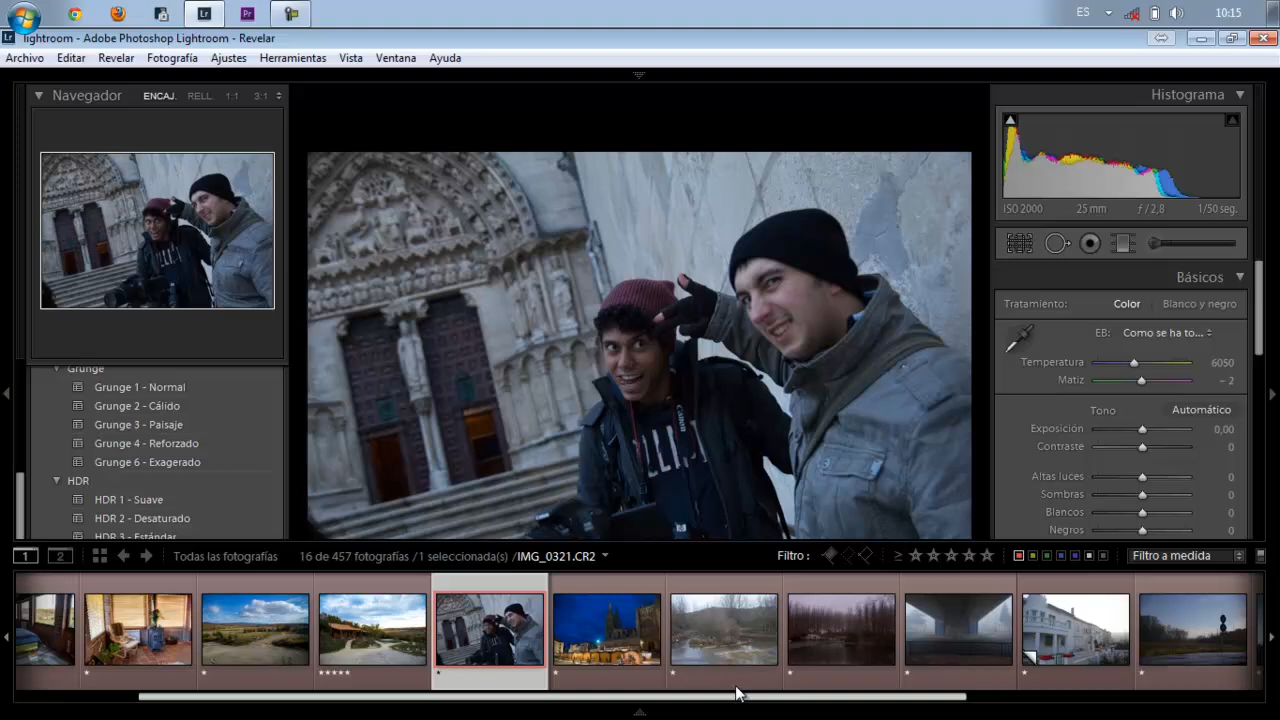 ES 10:15
lightroom - Adobe Photoshop Lightroom - Revelar
Archivo Editar Revelar Fotografía Ajustes Herramientas Vista Ventana Ayuda
Navegador ENCAJ. RELL. 1:1 3:1
Histograma
ISO 2000 25 mm ƒ / 2,8 1/50 seg.
Básicos
Tratamiento: Color Blanco y negro
EB: Como se ha to...
Temperatura 6050
Matiz − 2
Tono Automático
Exposición 0,00
Contraste 0
Altas luces 0
Sombras 0
Blancos 0
Negros 0
Grunge
Grunge 1 - Normal
Grunge 2 - Cálido
Grunge 3 - Paisaje
Grunge 4 - Reforzado
Grunge 6 - Exagerado
HDR
HDR 1 - Suave
HDR 2 - Desaturado
HDR 3 - Estándar
Canon
1 2 Todas las fotografías 16 de 457 fotografías /1 seleccionada(s) /IMG_0321.CR2 Filtro : Filtro a medida